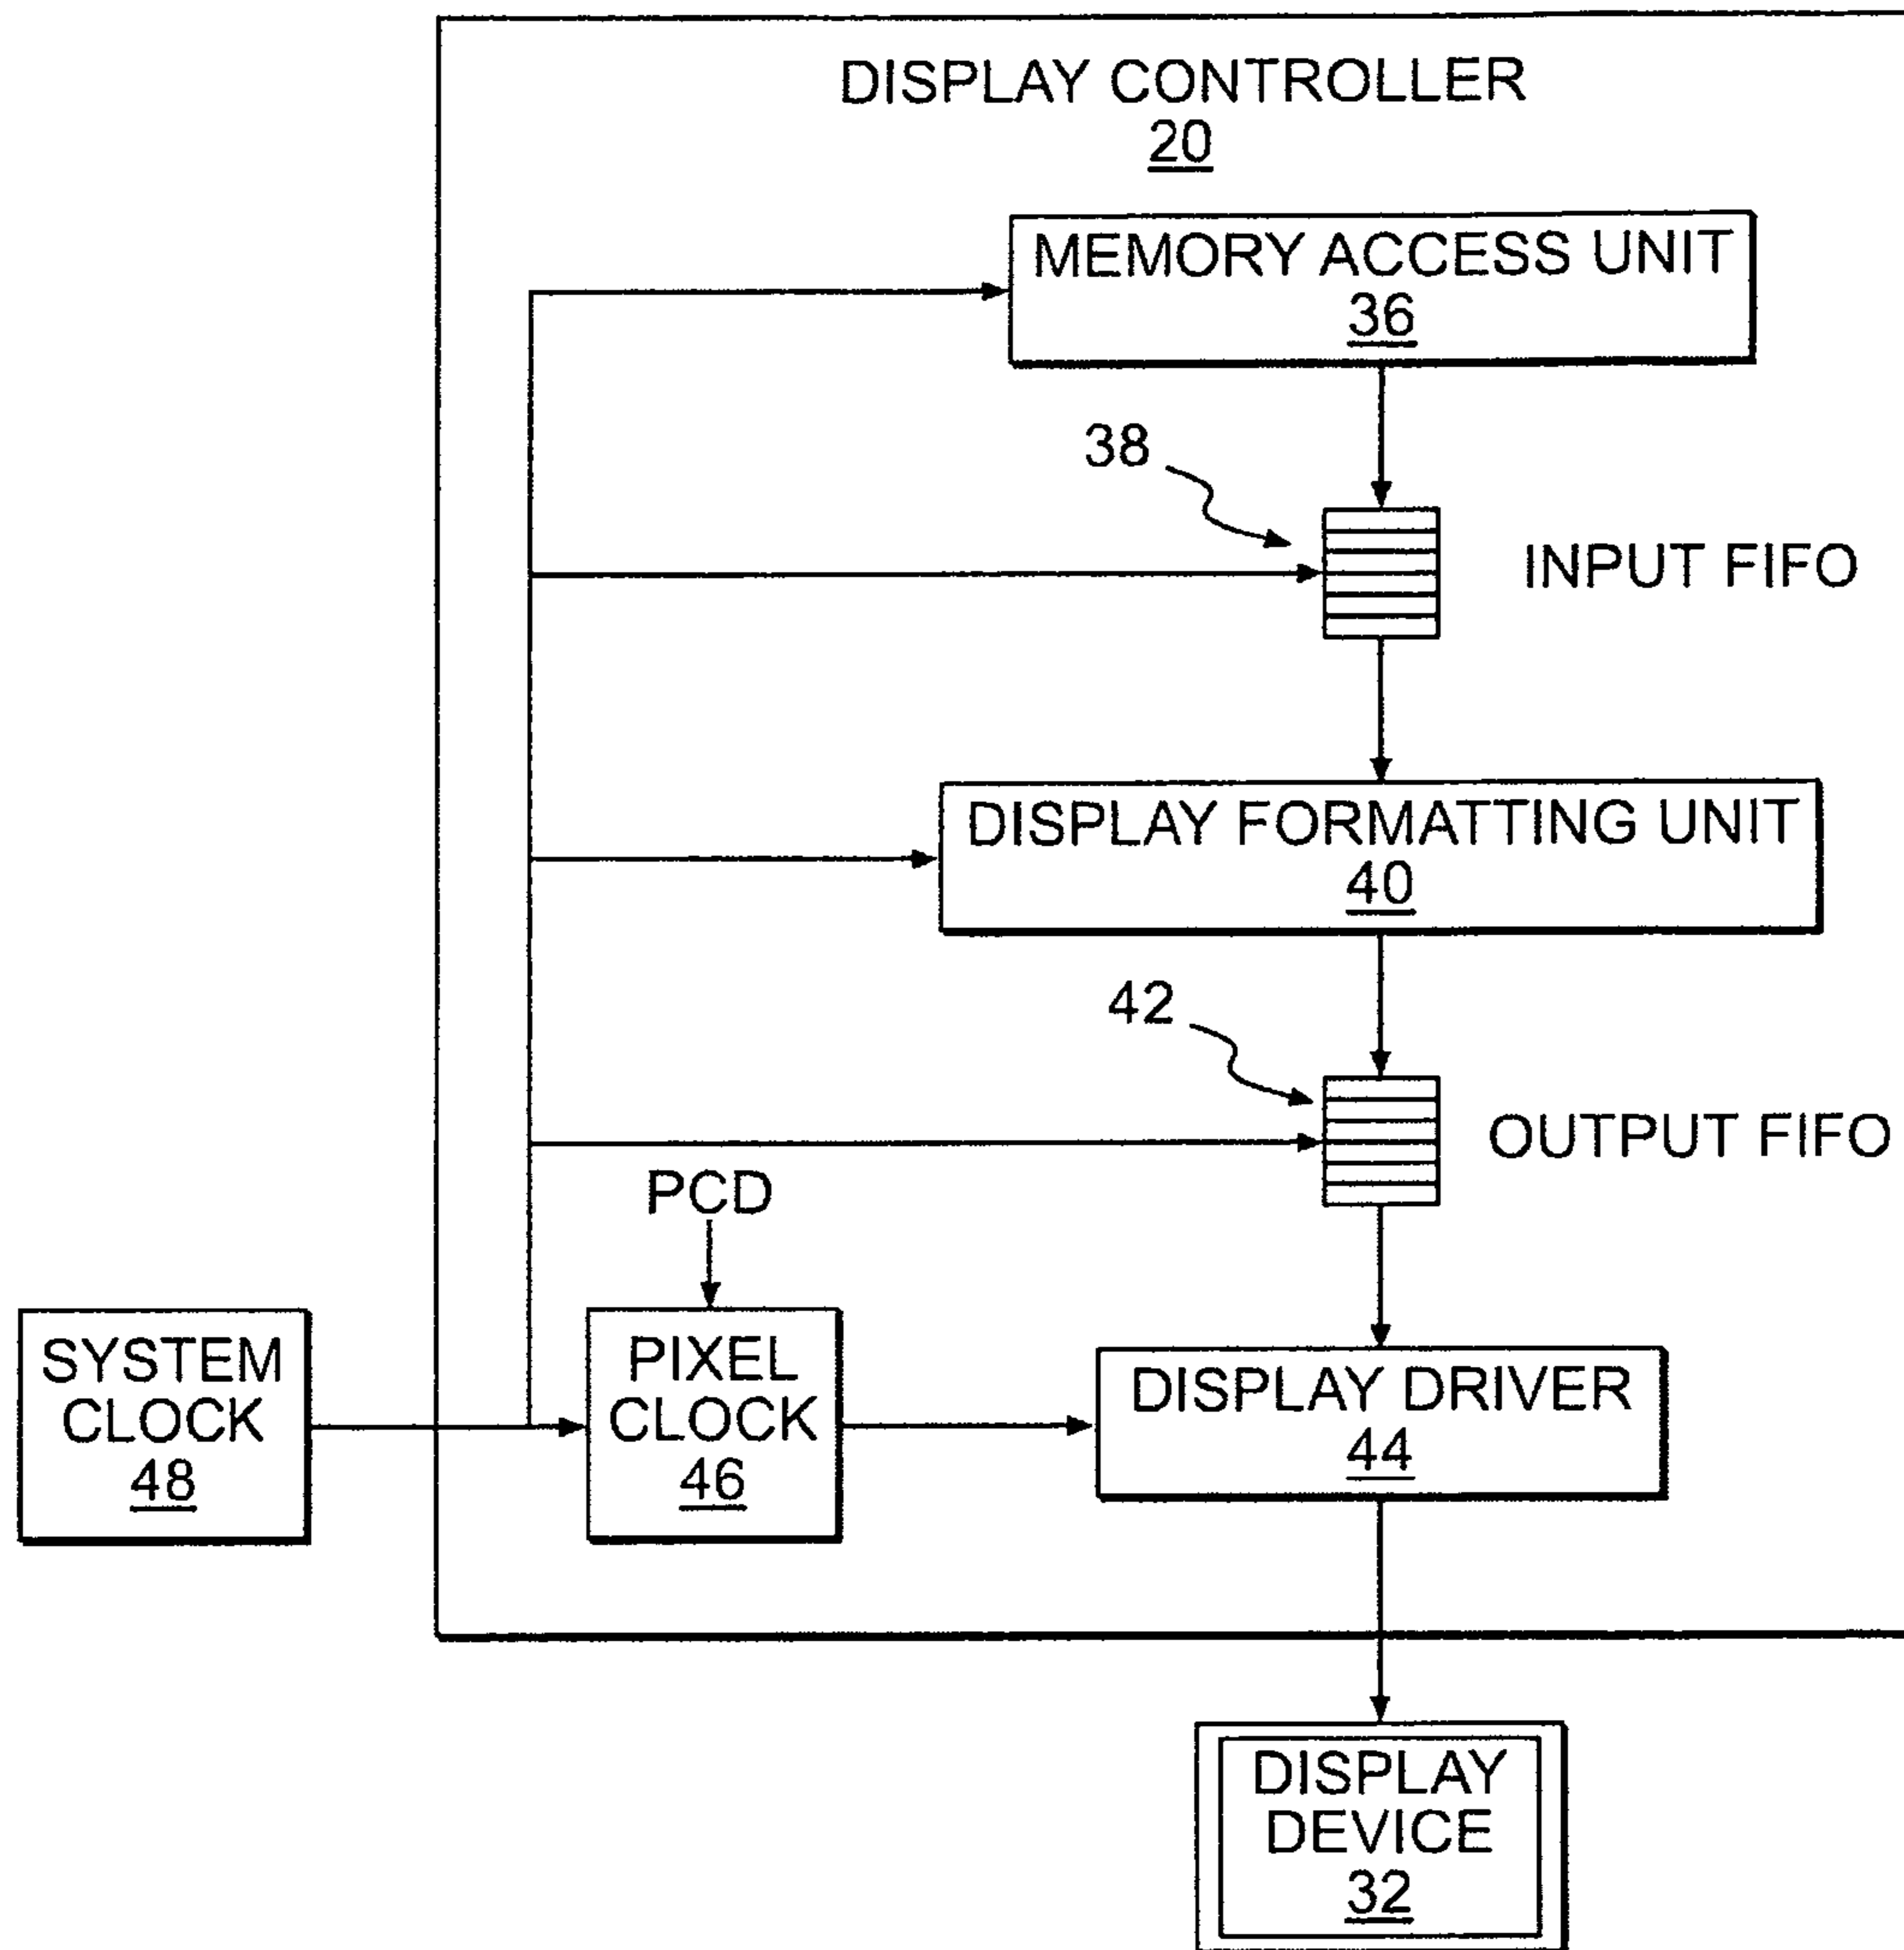 DISPLAY CONTROLLER
20
MEMORY ACCESS UNIT
36
38
INPUT FIFO
DISPLAY FORMATTING UNIT
40
42
OUTPUT FIFO
PCD
SYSTEM
CLOCK
48
PIXEL
CLOCK
46
DISPLAY DRIVER
44
DISPLAY
DEVICE
32